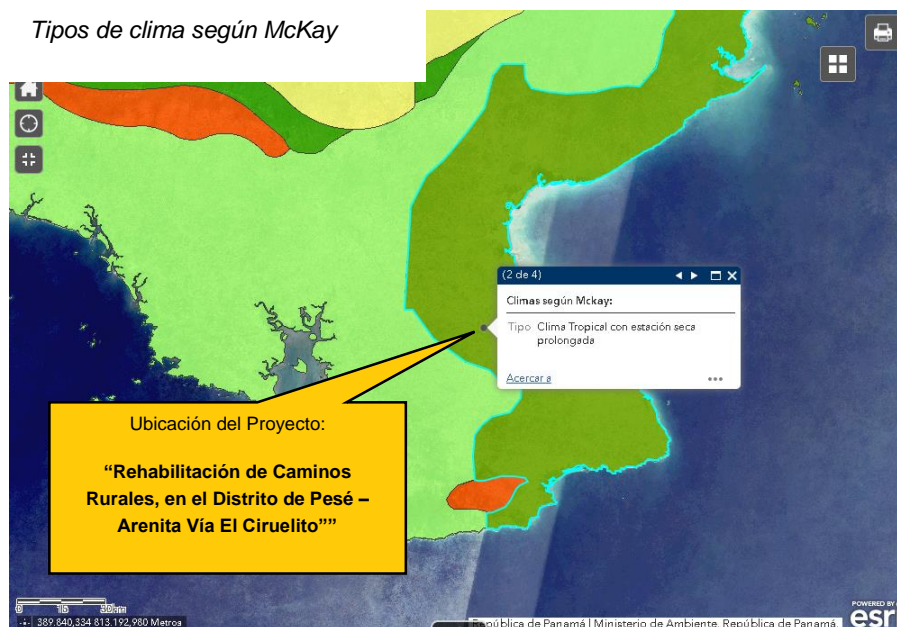 Tipos de clima según McKay
(2 de 4)
Climas según Mckay:
Tipo Clima Tropical con estación seca
prolongada
Acercar a
Ubicación del Proyecto:
“Rehabilitación de Caminos
Rurales, en el Distrito de Pesé –
Arenita Vía El Ciruelito””
0 15 30km
389.840,334 813.192,980 Metros
República de Panamá | Ministerio de Ambiente. República de Panamá.
POWERED BY
esri